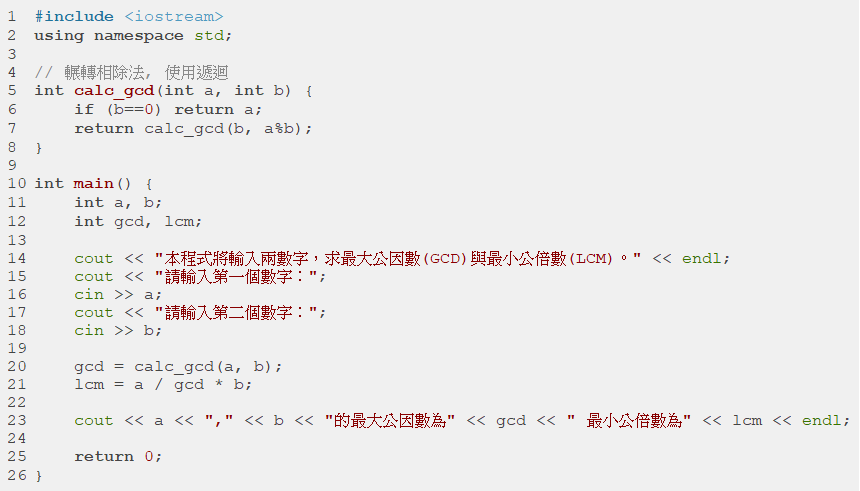 1 #include <iostream>
2 using namespace std;
3
4 // 輾轉相除法, 使用遞迴
5 int calc_gcd(int a, int b) {
6     if (b==0) return a;
7     return calc_gcd(b, a%b);
8 }
9
10 int main() {
11     int a, b;
12     int gcd, lcm;
13
14     cout << "本程式將輸入兩數字，求最大公因數(GCD)與最小公倍數(LCM)。" << endl;
15     cout << "請輸入第一個數字：";
16     cin >> a;
17     cout << "請輸入第二個數字：";
18     cin >> b;
19
20     gcd = calc_gcd(a, b);
21     lcm = a / gcd * b;
22
23     cout << a << "," << b << "的最大公因數為" << gcd << " 最小公倍數為" << lcm << endl;
24
25     return 0;
26 }